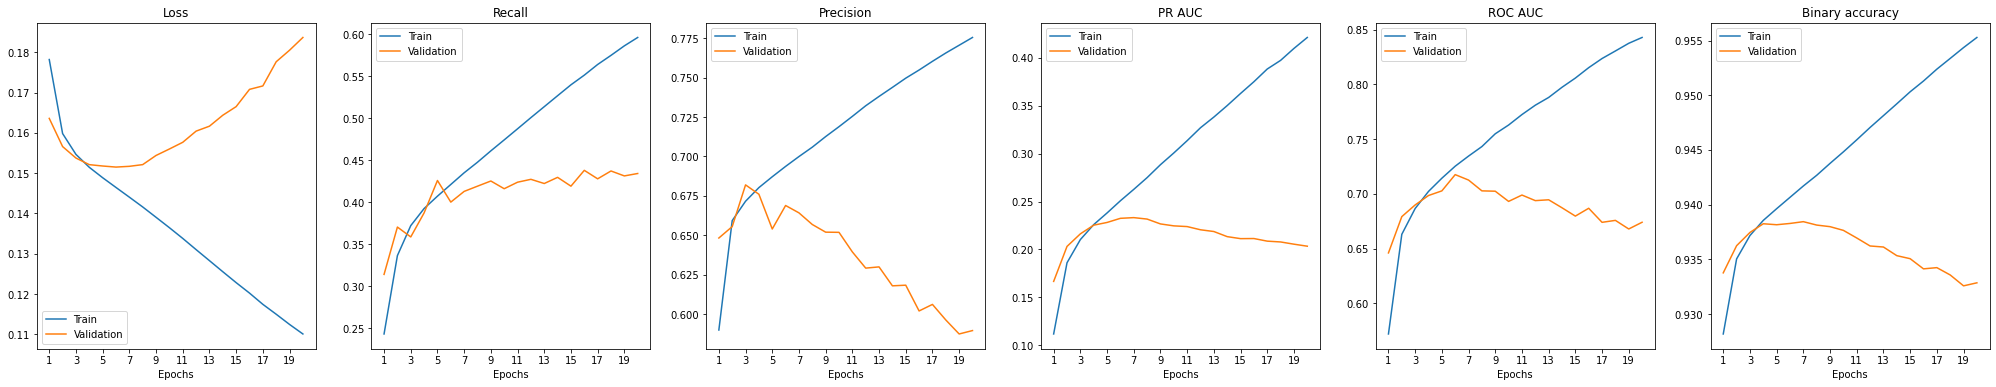 Loss
Train
Validation
0.18
0.17
0.16
0.15
0.14
0.13
0.12
0.11
1 3 5 7 9 11 13 15 17 19
Epochs
Recall
Train
Validation
0.60
0.55
0.50
0.45
0.40
0.35
0.30
0.25
1 3 5 7 9 11 13 15 17 19
Epochs
Precision
Train
Validation
0.775
0.750
0.725
0.700
0.675
0.650
0.625
0.600
1 3 5 7 9 11 13 15 17 19
Epochs
PR AUC
Train
Validation
0.40
0.35
0.30
0.25
0.20
0.15
0.10
1 3 5 7 9 11 13 15 17 19
Epochs
ROC AUC
Train
Validation
0.85
0.80
0.75
0.70
0.65
0.60
1 3 5 7 9 11 13 15 17 19
Epochs
Binary accuracy
Train
Validation
0.955
0.950
0.945
0.940
0.935
0.930
1 3 5 7 9 11 13 15 17 19
Epochs